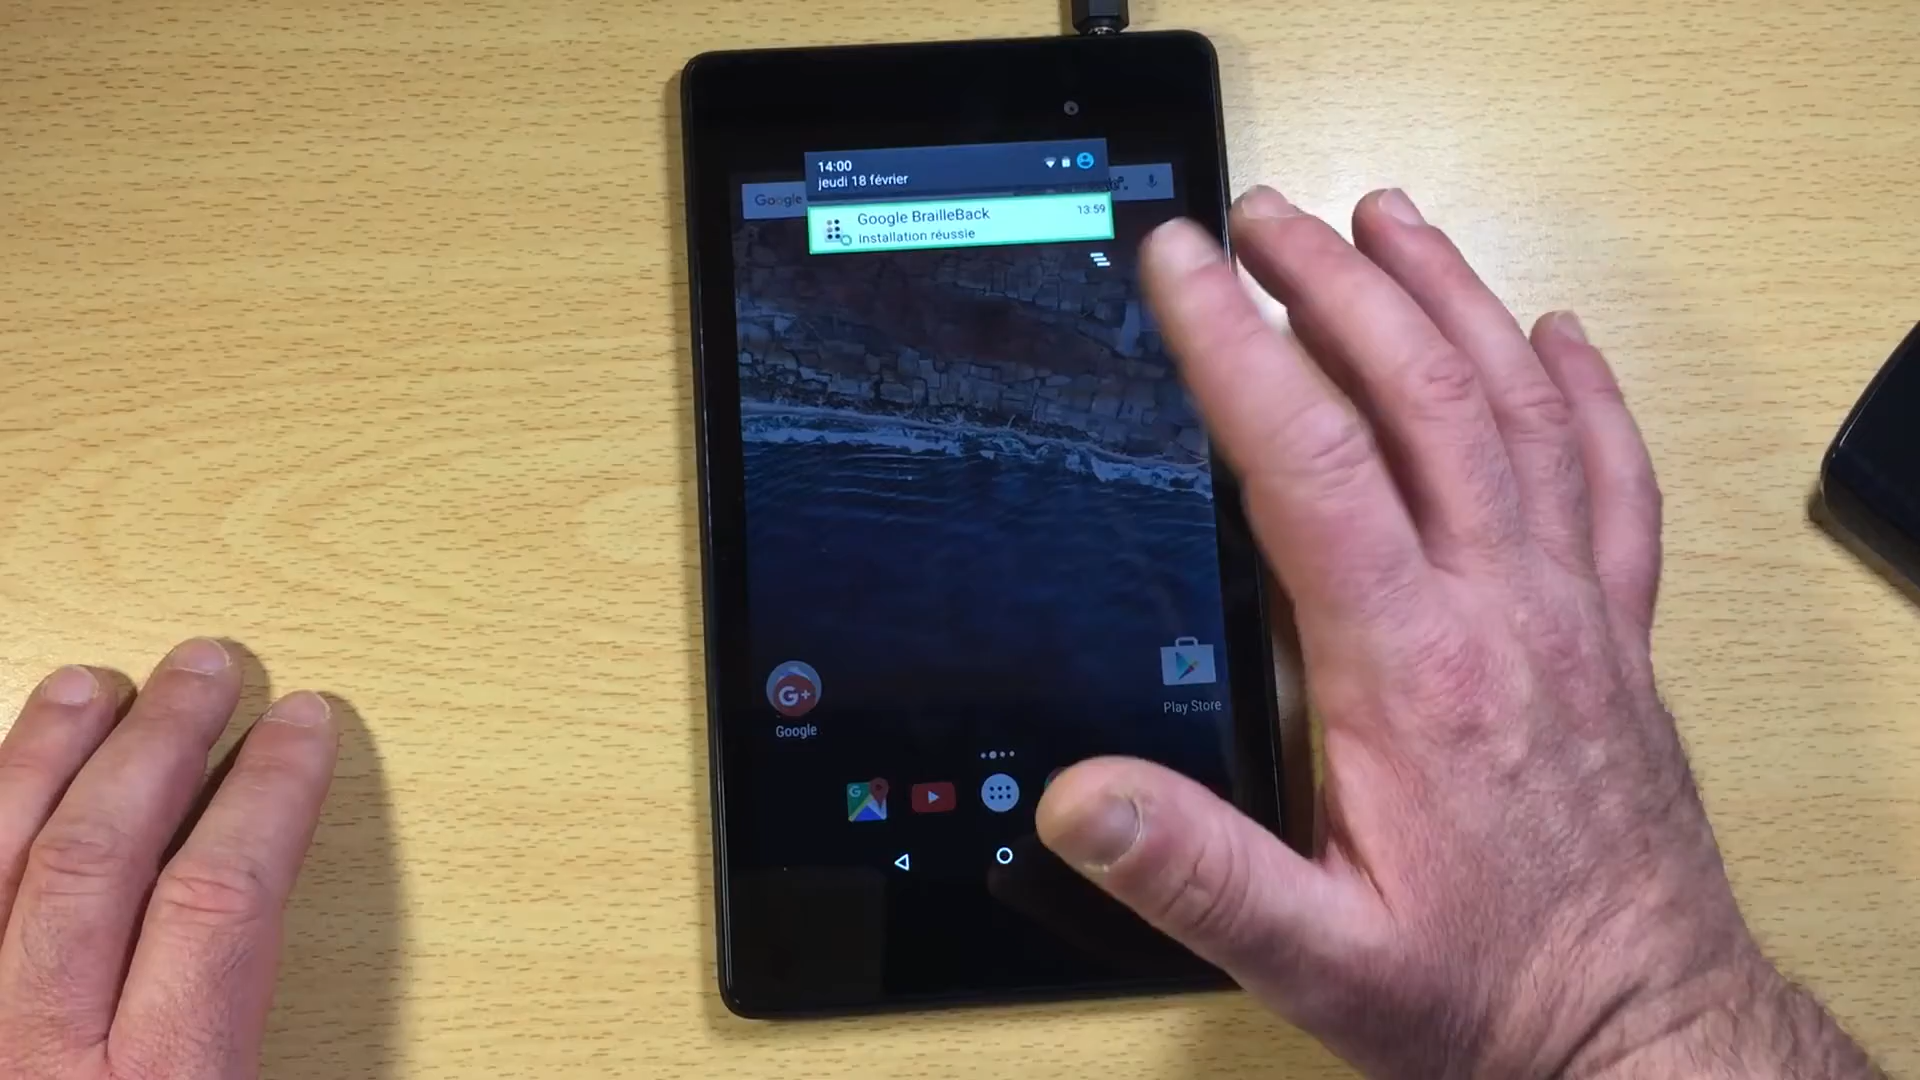 14:00
jeudi 18 février
Google
Google BrailleBack
13:59
Installation réussie
G+
Play Store
Google
G